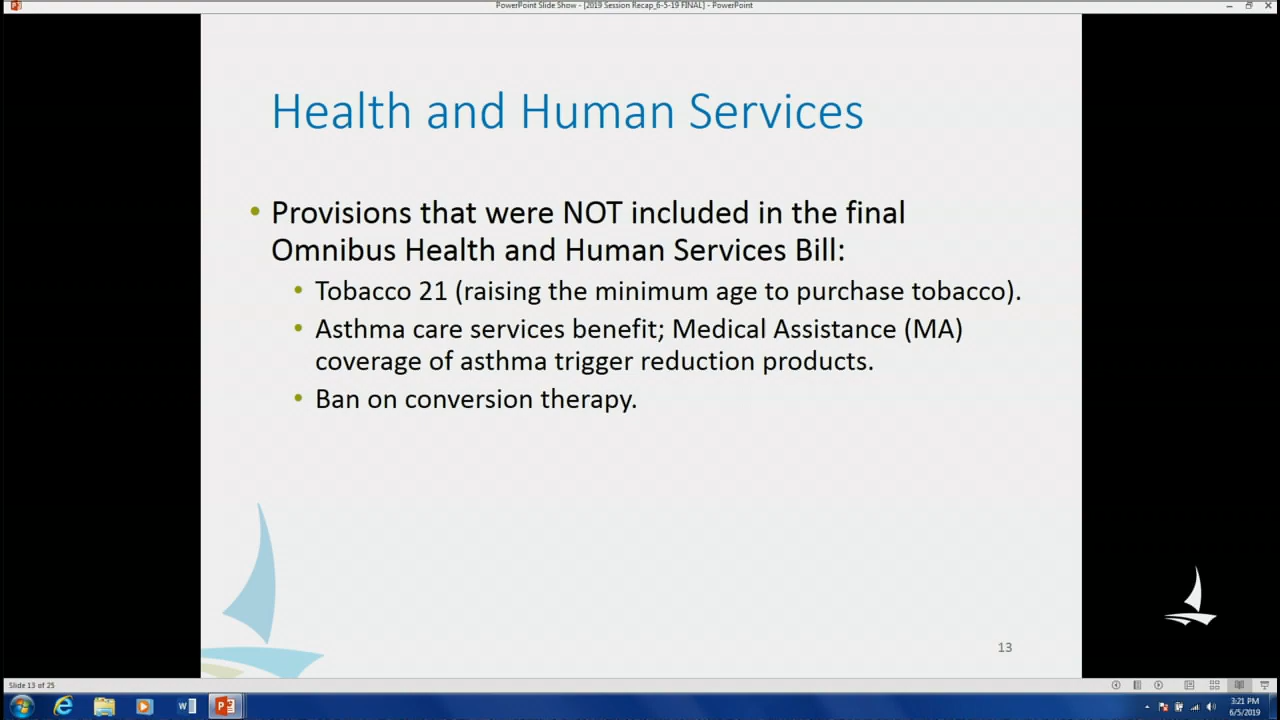 PowerPoint Slide Show - [2019 Session Recap_6-5-19 FINAL] - PowerPoint
Health and Human Services
• Provisions that were NOT included in the final
Omnibus Health and Human Services Bill:
• Tobacco 21 (raising the minimum age to purchase tobacco).
• Asthma care services benefit; Medical Assistance (MA)
coverage of asthma trigger reduction products.
• Ban on conversion therapy.
13
Slide 13 of 25
3:21 PM
6/5/2019